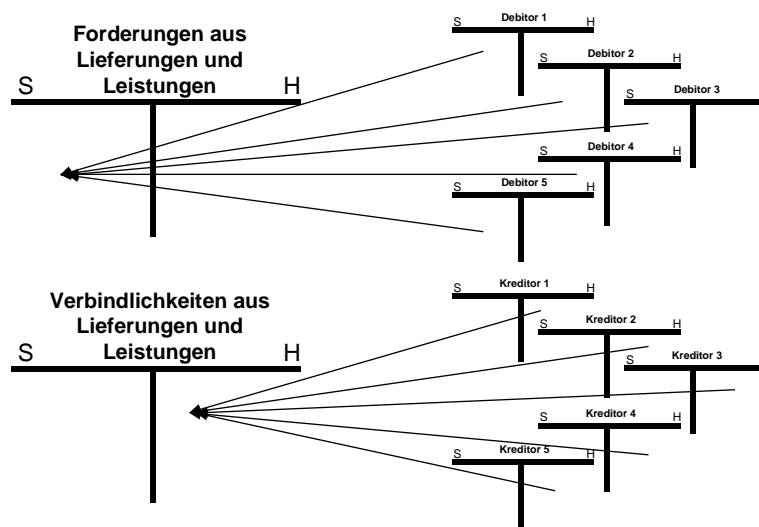 Forderungen aus
Lieferungen und
Leistungen
S H
S Debitor 1 H
S Debitor 2 H
S Debitor 3
S Debitor 4 H
S Debitor 5 H
Verbindlichkeiten aus
Lieferungen und
Leistungen
S H
S Kreditor 1 H
S Kreditor 2 H
S Kreditor 3
S Kreditor 4 H
S Kreditor 5 H